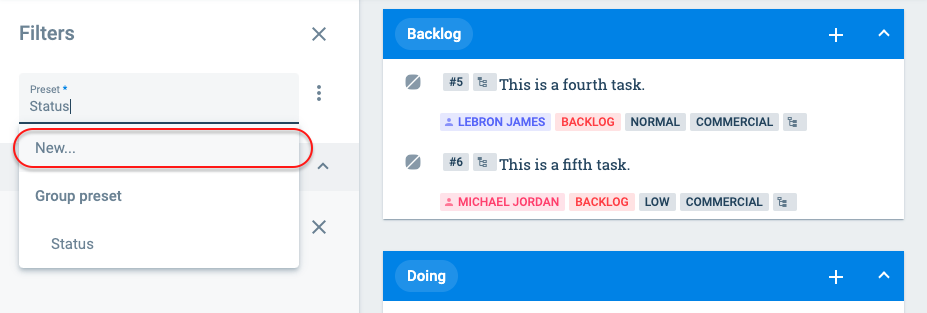 Filters
Preset *
Status
New...
Group preset
Status
Backlog
#5 This is a fourth task.
LEBRON JAMES BACKLOG NORMAL COMMERCIAL
#6 This is a fifth task.
MICHAEL JORDAN BACKLOG LOW COMMERCIAL
Doing